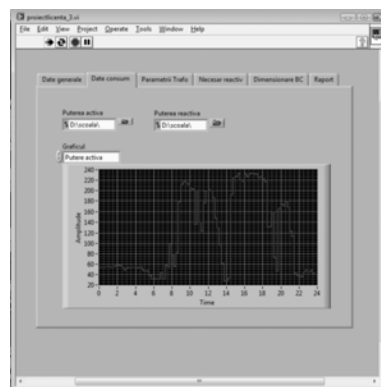 proiectlicenta_3.vi
File Edit View Project Operate Tools Window Help
Date generale Date consum Parametrii Trafo Necesar reactiv Dimensionare BC Raport
Puterea activa Puterea reactiva
D:\scoala\ D:\scoala\
Graficul
Putere activa
240
220
200
180
160
140
120
100
80
60
40
20
Amplitude
0 2 4 6 8 10 12 14 16 18 20 22 24
Time